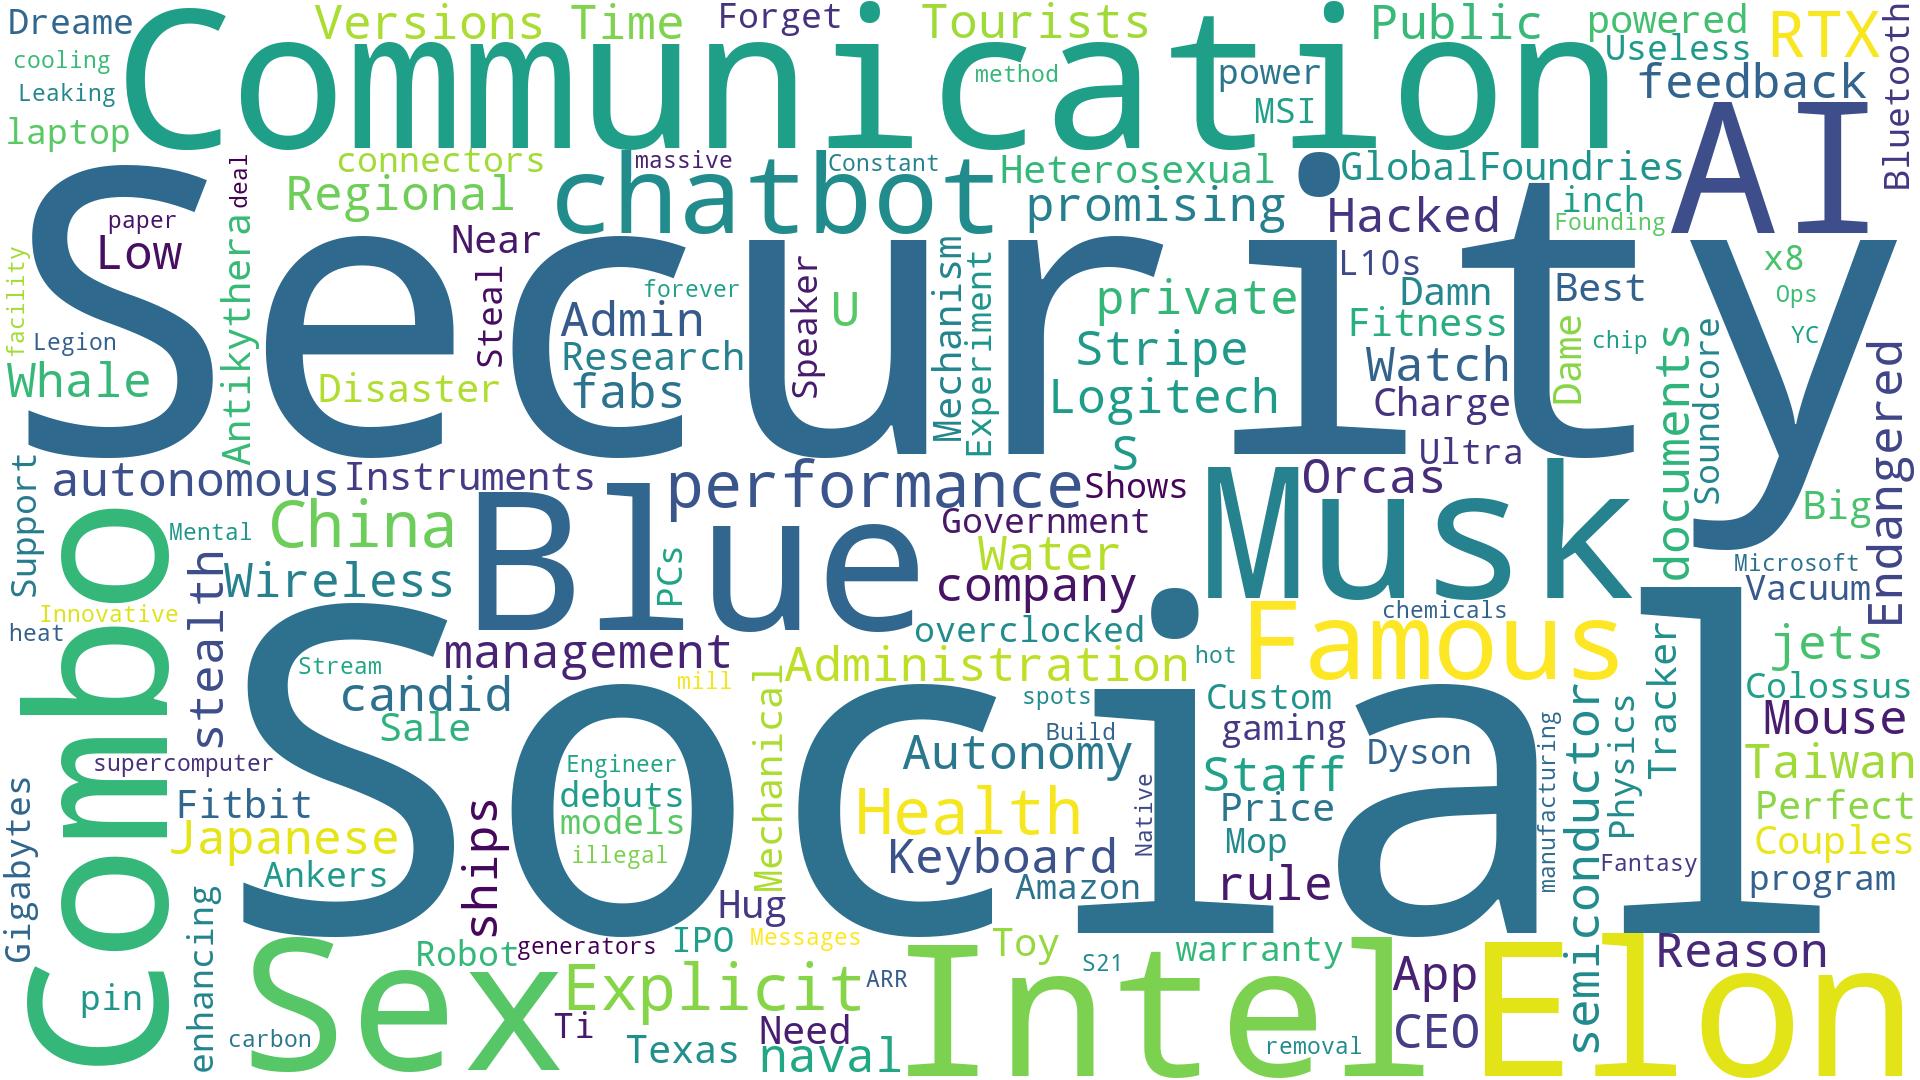 Dreame
Versions
Time
Forget
Tourists
Public
powered
RTX
Bluetooth
cooling
Communication
method
power
Useless
Leaking
MSI
feedback
laptop
AI
connectors
massive
Constant
Heterosexual
GlobalFoundries
deal
Regional
chatbot
promising
Hacked
inch
Founding
paper
Low
Near
Security
L10s
x8
Antikythera
Steal
forever
Speaker
U
Mechanism
Experiment
private
Damn
Best
Ops
facility
Legion
Admin
Stripe
Fitness
Dame
chip
documents
Soundcore
YC
Whale
Disaster
Research
fabs
Logitech
Watch
Charge
Endangered
S
Ultra
Support
autonomous
Instruments
performance
Shows
Orcas
Musk
Big
Combo
Mental
China
Blue
Government
Water
stealth
Wireless
PCs
company
Microsoft
Vacuum
Innovative
heat
overclocked
chemicals
Famous
jets
management
Administration
hot
Tracker
Stream
candid
mill
Mechanical
spots
Custom
semiconductor
Physics
Colossus
Sale
Social
Build
gaming
manufacturing
Mouse
supercomputer
Engineer
Autonomy
Dyson
Taiwan
Gigabytes
Fitbit
ships
debuts
models
Health
Native
Staff
Price
Perfect
Japanese
illegal
Keyboard
Mop
Couples
Fantasy
Ankers
Amazon
rule
program
enhancing
Hug
Robot
generators
IPO
Messages
Toy
warranty
Reason
Sex
Explicit
ARR
Intel
S21
App
Elon
pin
carbon
Ti
Need
CEO
Texas
naval
removal